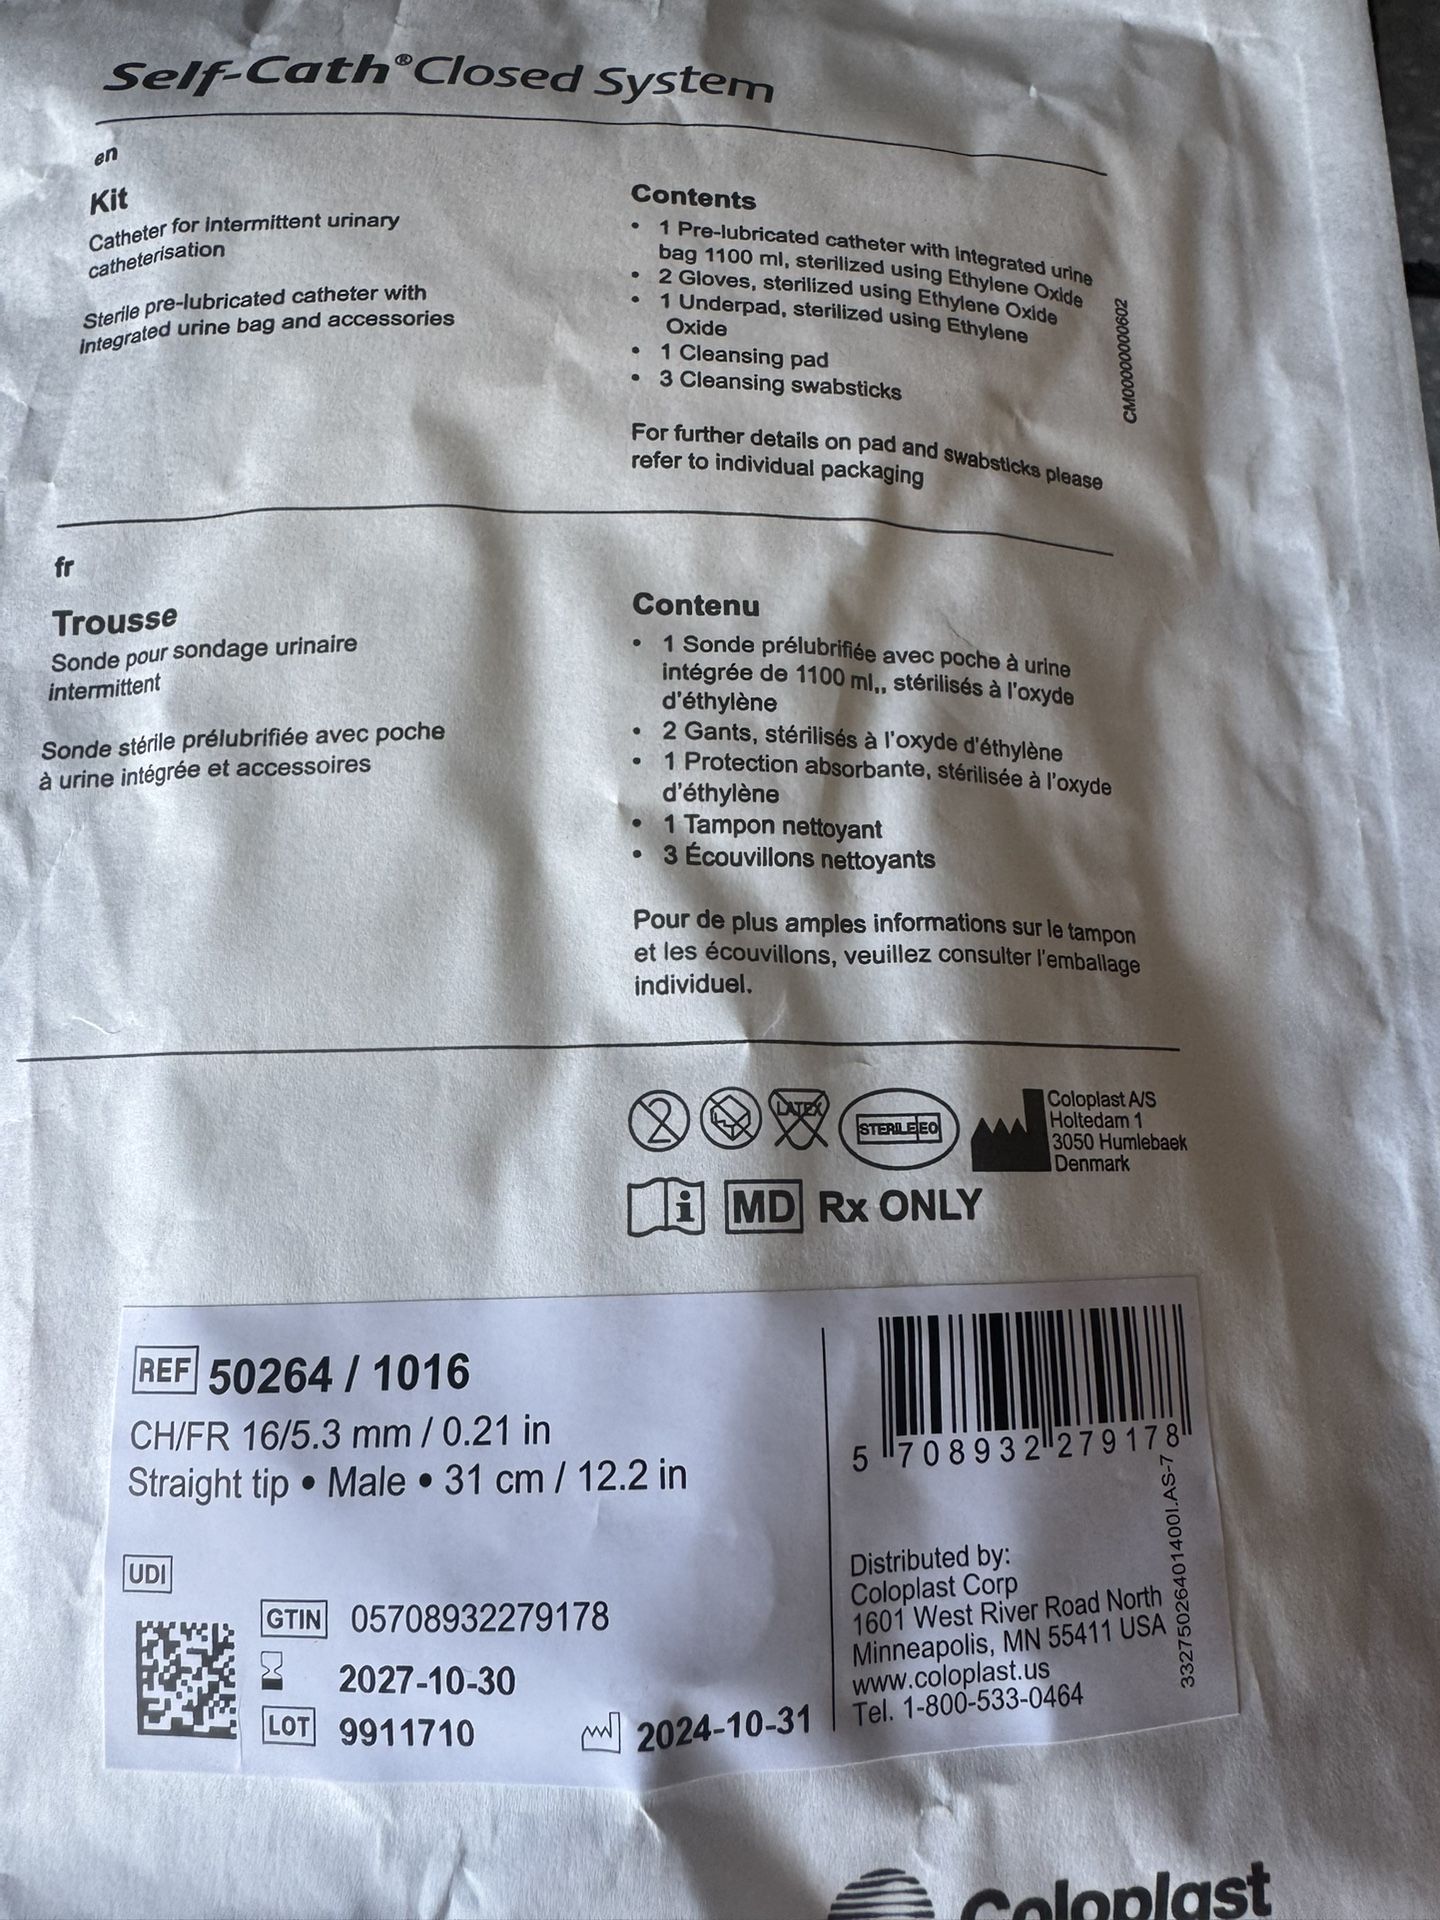 Self-Cath®Closed System
en
Kit
Catheter for intermittent urinary
catheterisation
Sterile pre-lubricated catheter with
integrated urine bag and accessories
Contents
• 1 Pre-lubricated catheter with integrated urine
bag 1100 ml, sterilized using Ethylene Oxide
• 2 Gloves, sterilized using Ethylene Oxide
• 1 Underpad, sterilized using Ethylene
Oxide
• 1 Cleansing pad
• 3 Cleansing swabsticks
For further details on pad and swabsticks please
refer to individual packaging
CM0000000000602
fr
Trousse
Sonde pour sondage urinaire
intermittent
Sonde stérile prélubrifiée avec poche
à urine intégrée et accessoires
Contenu
• 1 Sonde prélubrifiée avec poche à urine
intégrée de 1100 ml,, stérilisés à l'oxyde
d'éthylène
• 2 Gants, stérilisés à l'oxyde d'éthylène
• 1 Protection absorbante, stérilisée à l'oxyde
d'éthylène
• 1 Tampon nettoyant
• 3 Écouvillons nettoyants
Pour de plus amples informations sur le tampon
et les écouvillons, veuillez consulter l'emballage
individuel.
2 LATEX STERILE EO
Coloplast A/S
Holtedam 1
3050 Humlebaek
Denmark
i MD Rx ONLY
REF 50264 / 1016
CH/FR 16/5.3 mm / 0.21 in
Straight tip • Male • 31 cm / 12.2 in
UDI
GTIN 05708932279178
2027-10-30
LOT 9911710
2024-10-31
5 708932 279178
Distributed by:
Coloplast Corp
1601 West River Road North
Minneapolis, MN 55411 USA
www.coloplast.us
Tel. 1-800-533-0464
Coloplast